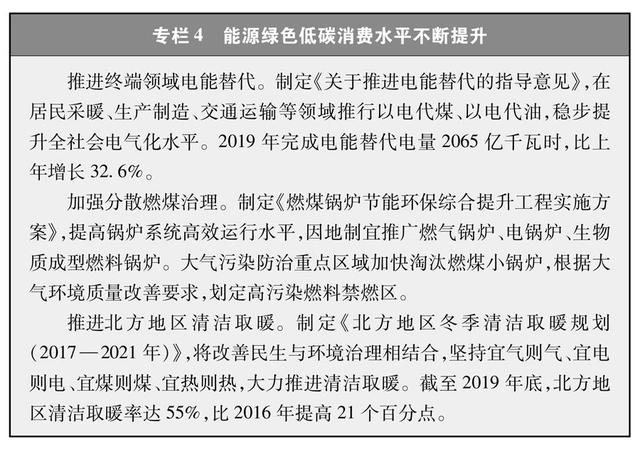 专栏4 能源绿色低碳消费水平不断提升
推进终端领域电能替代。制定《关于推进电能替代的指导意见》，在
居民采暖、生产制造、交通运输等领域推行以电代煤、以电代油，稳步提
升全社会电气化水平。2019 年完成电能替代电量 2065 亿千瓦时，比上
年增长 32. 6%。
加强分散燃煤治理。制定《燃煤锅炉节能环保综合提升工程实施方
案》，提高锅炉系统高效运行水平，因地制宜推广燃气锅炉、电锅炉、生物
质成型燃料锅炉。大气污染防治重点区域加快淘汰燃煤小锅炉，根据大
气环境质量改善要求，划定高污染燃料禁燃区。
推进北方地区清洁取暖。制定《北方地区冬季清洁取暖规划
(2017—2021 年)》，将改善民生与环境治理相结合，坚持宜气则气、宜电
则电、宜煤则煤、宜热则热，大力推进清洁取暖。截至 2019 年底，北方地
区清洁取暖率达 55%，比 2016 年提高 21 个百分点。